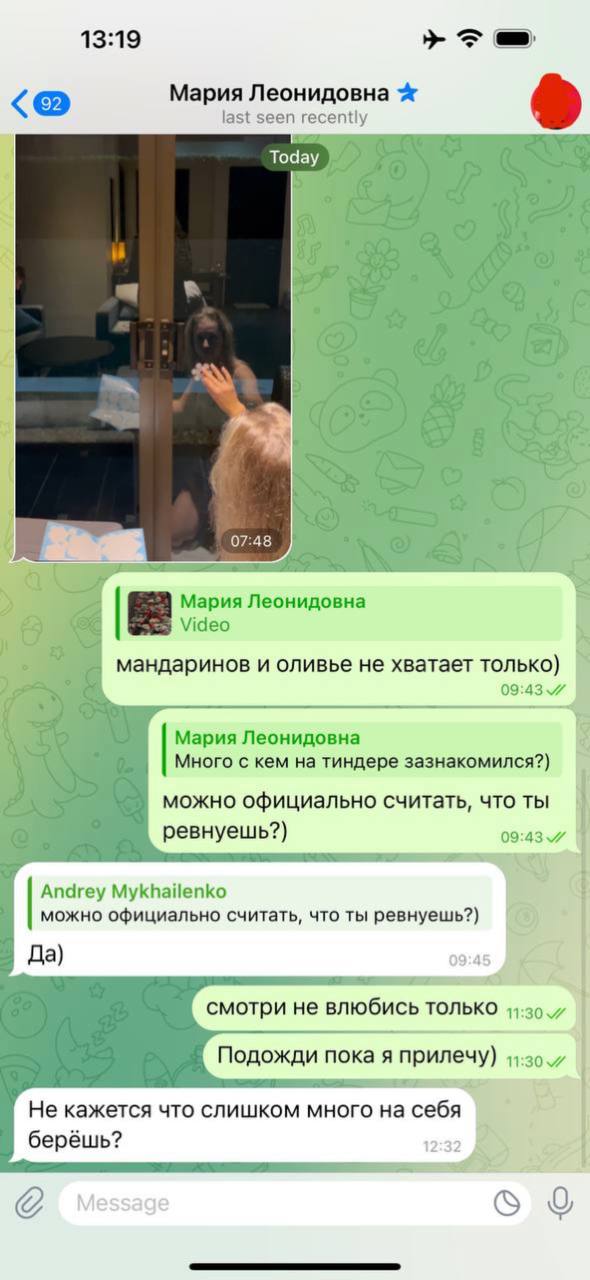 13:19
92
Мария Леонидовна
last seen recently
Today
07:48
Мария Леонидовна
Video
мандаринов и оливье не хватает только)
09:43
Мария Леонидовна
Много с кем на тиндере зазнакомился?)
можно официально считать, что ты
ревнуешь?)
09:43
Andrey Mykhailenko
можно официально считать, что ты ревнуешь?)
Да)
09:45
смотри не влюбись только 11:30
Подожди пока я прилечу) 11:30
Не кажется что слишком много на себя
берёшь?
12:32
Message